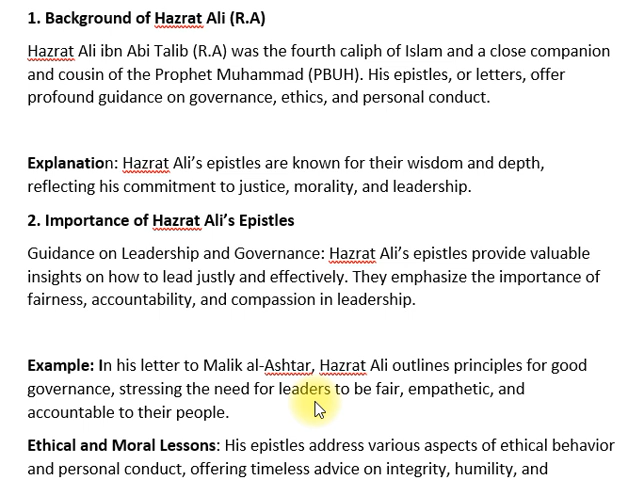 1. Background of Hazrat Ali (R.A)
Hazrat Ali ibn Abi Talib (R.A) was the fourth caliph of Islam and a close companion
and cousin of the Prophet Muhammad (PBUH). His epistles, or letters, offer
profound guidance on governance, ethics, and personal conduct.
Explanation: Hazrat Ali’s epistles are known for their wisdom and depth,
reflecting his commitment to justice, morality, and leadership.
2. Importance of Hazrat Ali’s Epistles
Guidance on Leadership and Governance: Hazrat Ali’s epistles provide valuable
insights on how to lead justly and effectively. They emphasize the importance of
fairness, accountability, and compassion in leadership.
Example: In his letter to Malik al-Ashtar, Hazrat Ali outlines principles for good
governance, stressing the need for leaders to be fair, empathetic, and
accountable to their people.
Ethical and Moral Lessons: His epistles address various aspects of ethical behavior
and personal conduct, offering timeless advice on integrity, humility, and